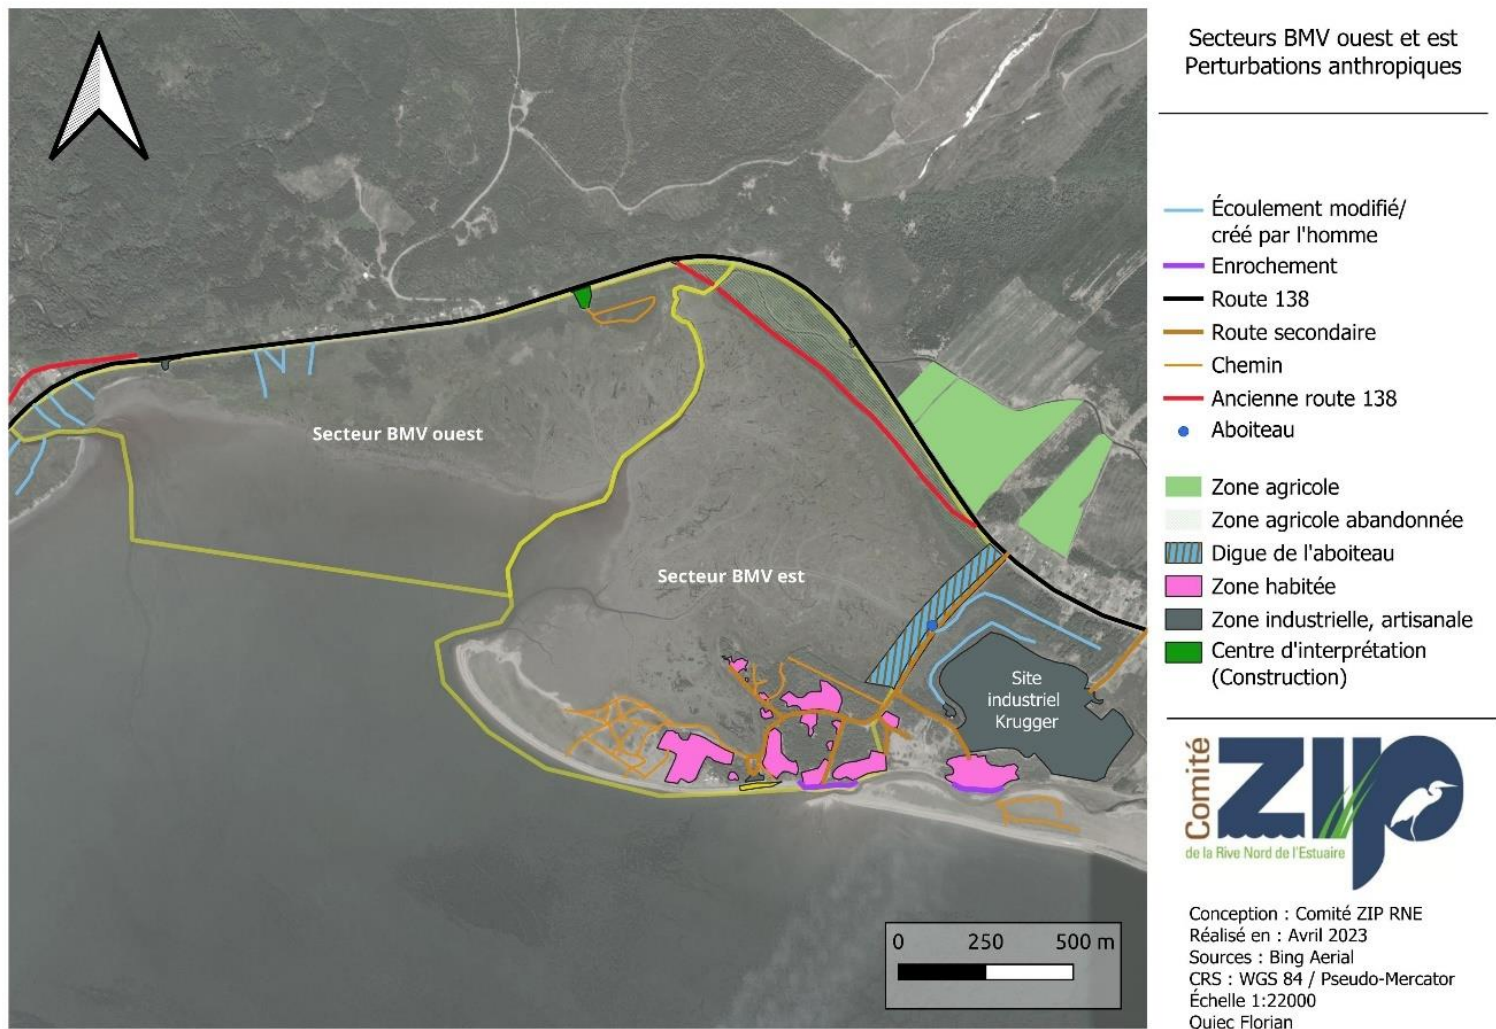 Secteurs BMV ouest et est
Perturbations anthropiques
Écoulement modifié/
créé par l'homme
Enrochement
Route 138
Route secondaire
Chemin
Ancienne route 138
Aboiteau
Zone agricole
Zone agricole abandonnée
Digue de l'aboiteau
Zone habitée
Zone industrielle, artisanale
Centre d'interprétation
(Construction)
Secteur BMV ouest
Secteur BMV est
Site
industriel
Krugger
0 250 500 m
Comité
ZIP
de la Rive Nord de l'Estuaire
Conception : Comité ZIP RNE
Réalisé en : Avril 2023
Sources : Bing Aerial
CRS : WGS 84 / Pseudo-Mercator
Échelle 1:22000
Quiec Florian